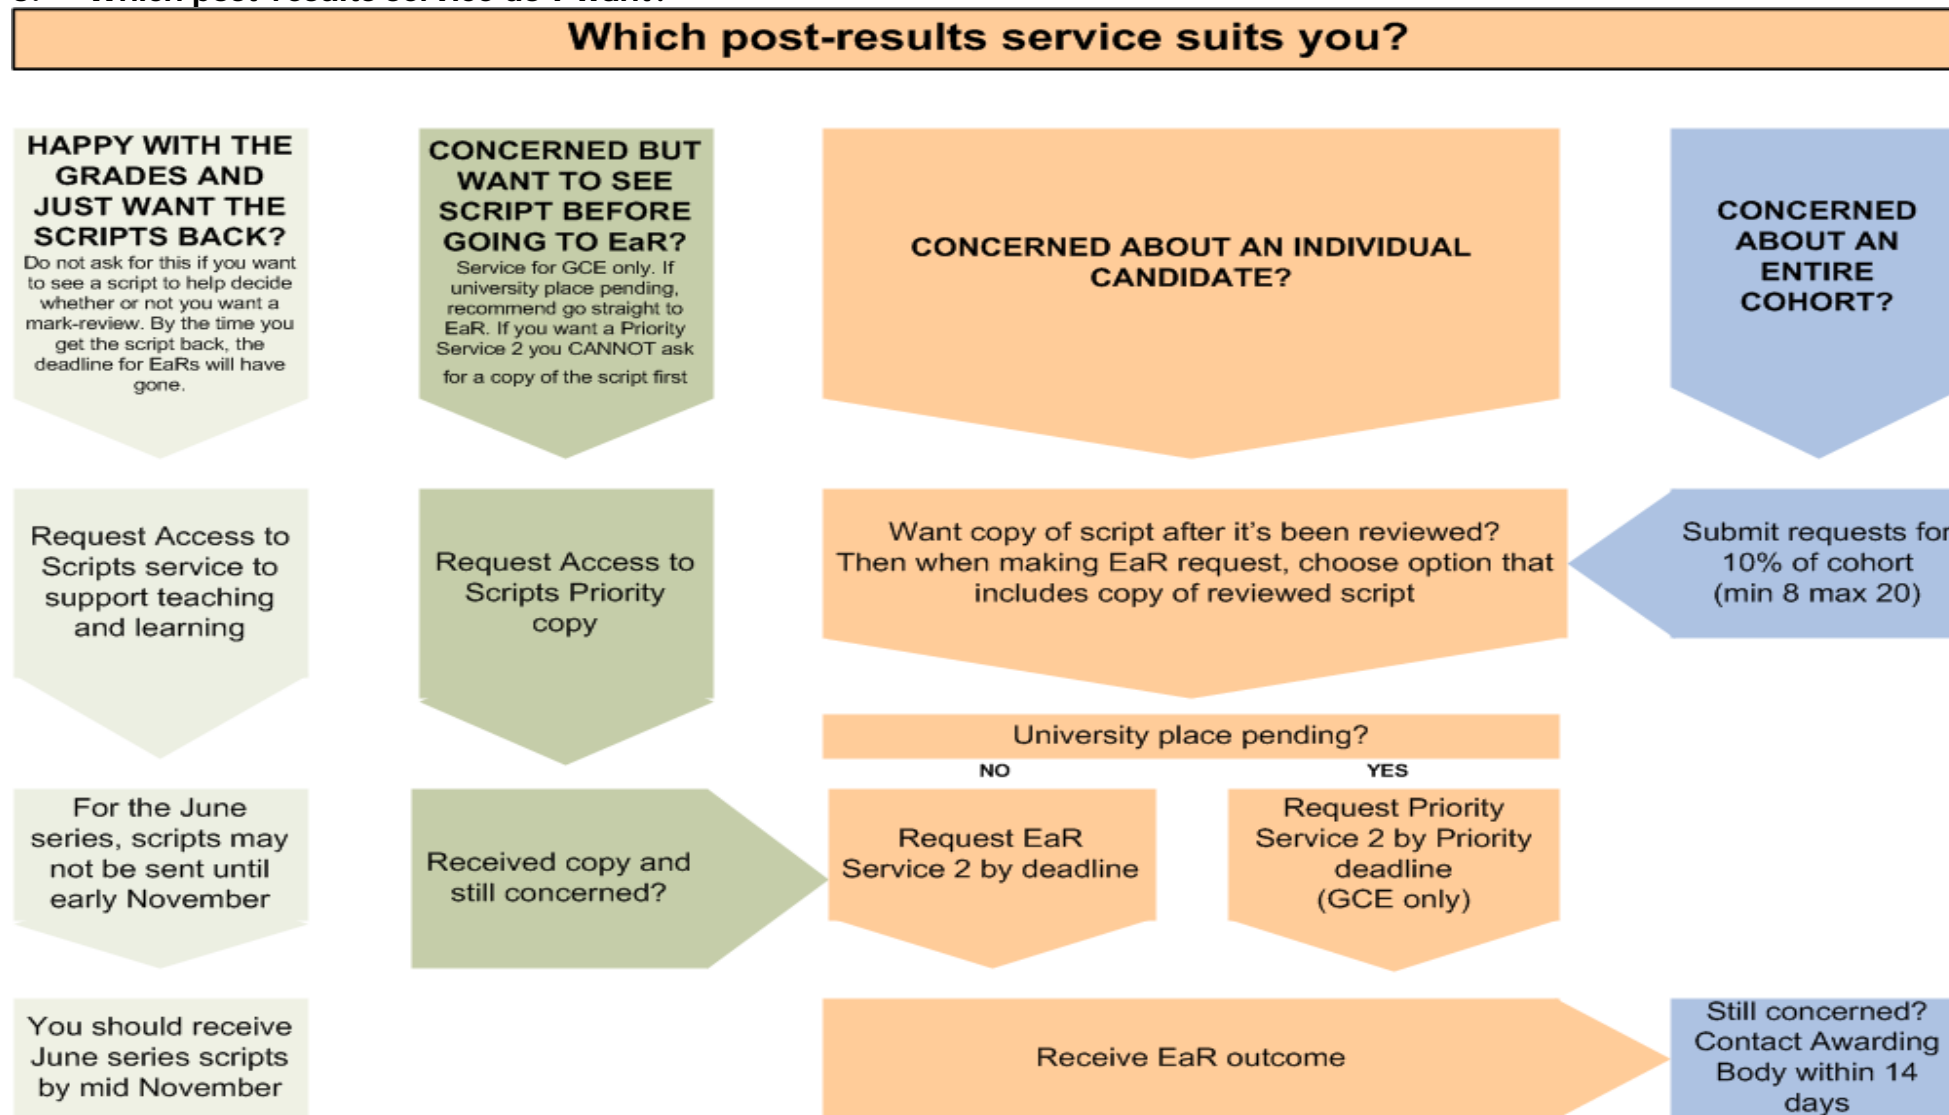 Which post-results service suits you?
HAPPY WITH THE
GRADES AND
JUST WANT THE
SCRIPTS BACK?
Do not ask for this if you want
to see a script to help decide
whether or not you want a
mark-review. By the time you
get the script back, the
deadline for EaRs will have
gone.
Request Access to
Scripts service to
support teaching
and learning
For the June
series, scripts may
not be sent until
early November
You should receive
June series scripts
by mid November
CONCERNED BUT
WANT TO SEE
SCRIPT BEFORE
GOING TO EaR?
Service for GCE only. If
university place pending,
recommend go straight to
EaR. If you want a Priority
Service 2 you CANNOT ask
for a copy of the script first
Request Access to
Scripts Priority
copy
Received copy and
still concerned?
CONCERNED ABOUT AN INDIVIDUAL
CANDIDATE?
Want copy of script after it's been reviewed?
Then when making EaR request, choose option that
includes copy of reviewed script
University place pending?
NO
YES
Request EaR
Service 2 by deadline
Request Priority
Service 2 by Priority
deadline
(GCE only)
Receive EaR outcome
CONCERNED
ABOUT AN
ENTIRE
COHORT?
Submit requests for
10% of cohort
(min 8 max 20)
Still concerned?
Contact Awarding
Body within 14
days